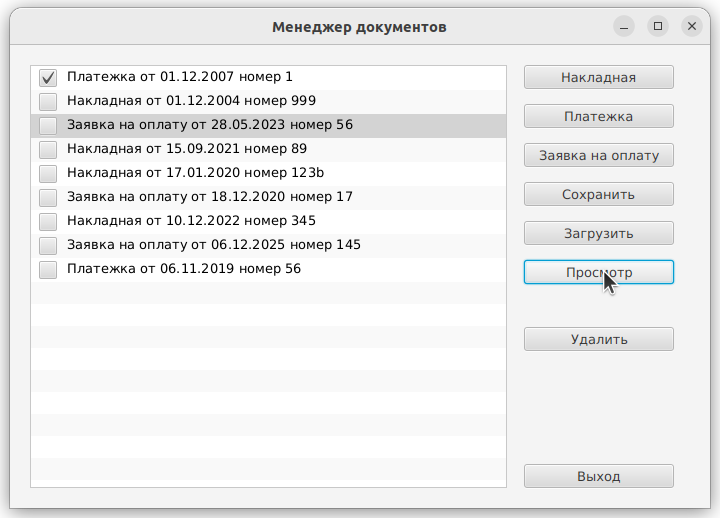 Менеджер документов
Платежка от 01.12.2007 номер 1
Накладная от 01.12.2004 номер 999
Заявка на оплату от 28.05.2023 номер 56
Накладная от 15.09.2021 номер 89
Накладная от 17.01.2020 номер 123b
Заявка на оплату от 18.12.2020 номер 17
Накладная от 10.12.2022 номер 345
Заявка на оплату от 06.12.2025 номер 145
Платежка от 06.11.2019 номер 56
Накладная
Платежка
Заявка на оплату
Сохранить
Загрузить
Просмотр
Удалить
Выход